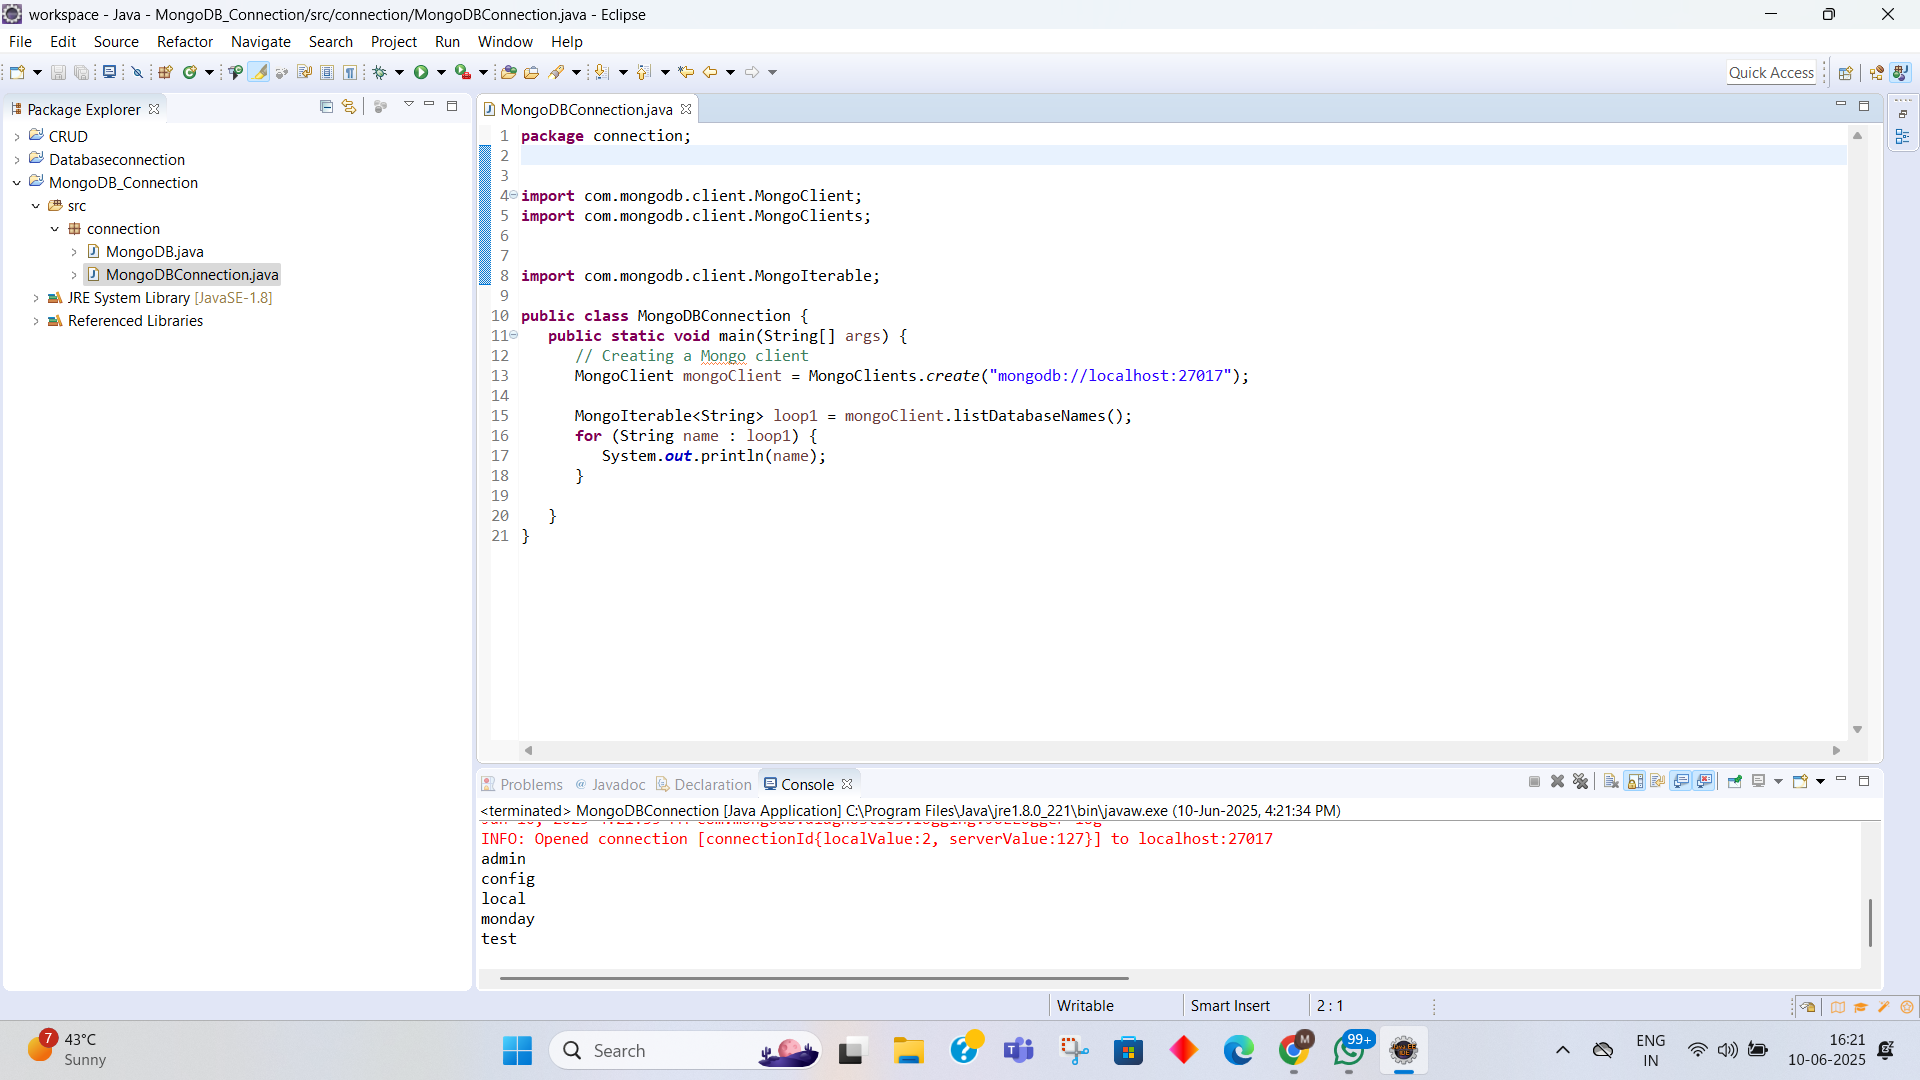 workspace - Java - MongoDB_Connection/src/connection/MongoDBConnection.java - Eclipse
File Edit Source Refactor Navigate Search Project Run Window Help
Quick Access
Package Explorer
CRUD
Databaseconnection
MongoDB_Connection
src
connection
MongoDB.java
MongoDBConnection.java
JRE System Library [JavaSE-1.8]
Referenced Libraries
MongoDBConnection.java
1 package connection;
2
3
4 import com.mongodb.client.MongoClient;
5 import com.mongodb.client.MongoClients;
6
7
8 import com.mongodb.client.MongoIterable;
9
10 public class MongoDBConnection {
11 public static void main(String[] args) {
12 // Creating a Mongo client
13 MongoClient mongoClient = MongoClients.create("mongodb://localhost:27017");
14
15 MongoIterable<String> loop1 = mongoClient.listDatabaseNames();
16 for (String name : loop1) {
17 System.out.println(name);
18 }
19
20 }
21 }
Problems @ Javadoc Declaration Console
<terminated> MongoDBConnection [Java Application] C:\Program Files\Java\jre1.8.0_221\bin\javaw.exe (10-Jun-2025, 4:21:34 PM)
INFO: Opened connection [connectionId{localValue:2, serverValue:127}] to localhost:27017
admin
config
local
monday
test
Writable Smart Insert 2 : 1
7
43°C
Sunny
Search
M
99+
ENG
IN
16:21
10-06-2025